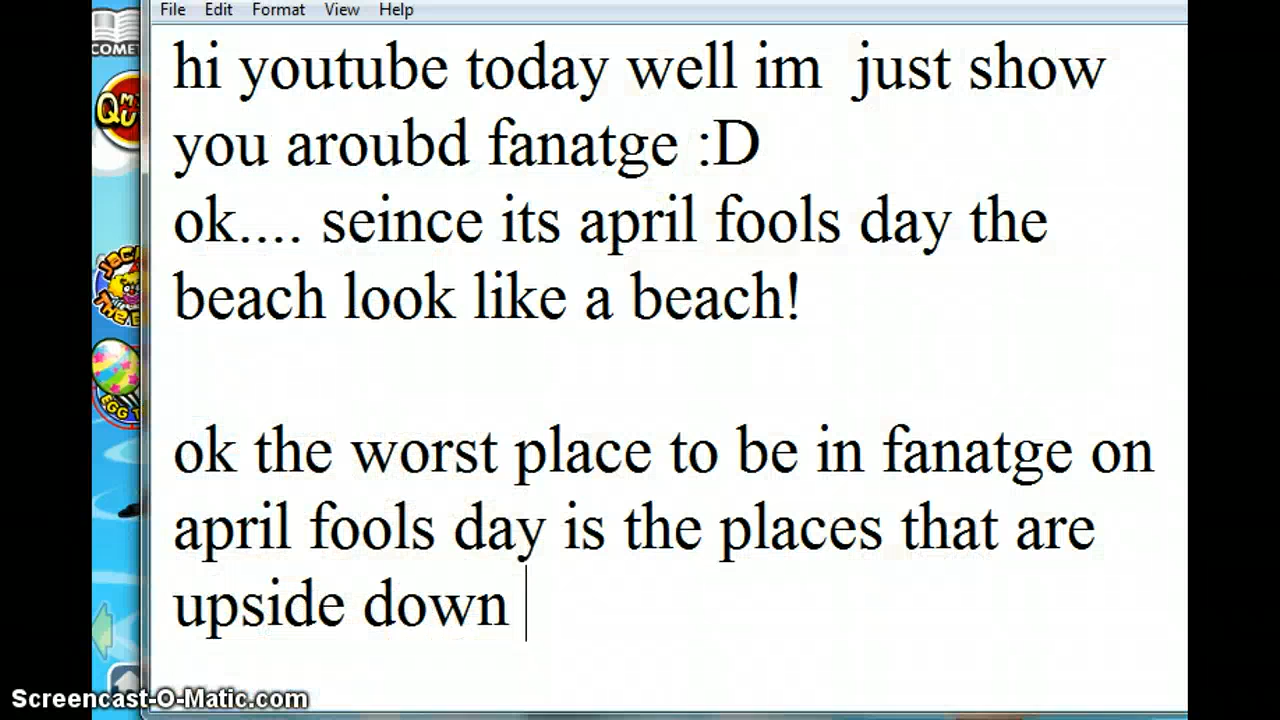 File Edit Format View Help
COMET
hi youtube today well im  just show
you aroubd fanatge :D
ok.... seince its april fools day the
beach look like a beach!
ok the worst place to be in fanatge on
april fools day is the places that are
upside down
EGG
Screencast-O-Matic.com